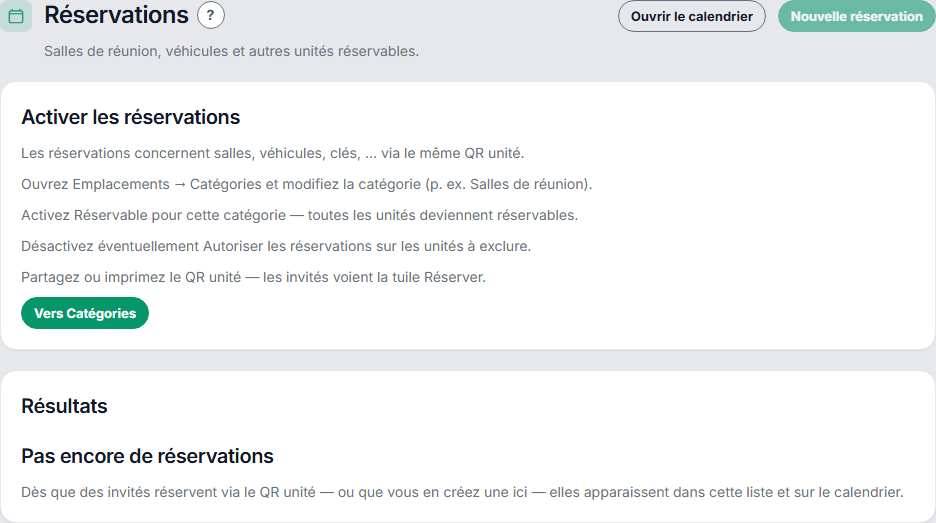 Réservations ?
Ouvrir le calendrier
Nouvelle réservation
Salles de réunion, véhicules et autres unités réservables.
Activer les réservations
Les réservations concernent salles, véhicules, clés, ... via le même QR unité.
Ouvrez Emplacements → Catégories et modifiez la catégorie (p. ex. Salles de réunion).
Activez Réservable pour cette catégorie — toutes les unités deviennent réservables.
Désactivez éventuellement Autoriser les réservations sur les unités à exclure.
Partagez ou imprimez le QR unité — les invités voient la tuile Réserver.
Vers Catégories
Résultats
Pas encore de réservations
Dès que des invités réservent via le QR unité — ou que vous en créez une ici — elles apparaissent dans cette liste et sur le calendrier.